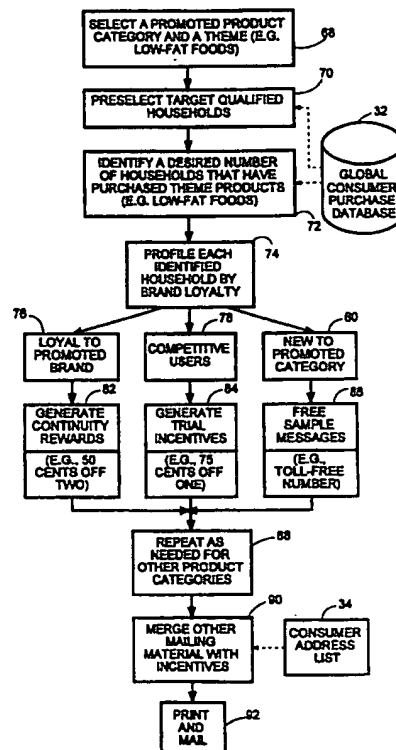 SELECT A PROMOTED PRODUCT
CATEGORY AND A THEME (E.G.
LOW-FAT FOODS)
68
70
PRESELECT TARGET QUALIFIED
HOUSEHOLDS
32
GLOBAL
CONSUMER
PURCHASE
DATABASE
IDENTIFY A DESIRED NUMBER
OF HOUSEHOLDS THAT HAVE
PURCHASED THEME PRODUCTS
(E.G. LOW-FAT FOODS)
72
74
PROFILE EACH
IDENTIFIED
HOUSEHOLD BY
BRAND LOYALTY
76
78
80
LOYAL TO
PROMOTED
BRAND
COMPETITIVE
USERS
NEW TO
PROMOTED
CATEGORY
82
84
86
GENERATE
CONTINUITY
REWARDS
(E.G., 50
CENTS OFF
TWO)
GENERATE
TRIAL
INCENTIVES
(E.G., 75
CENTS OFF
ONE)
FREE
SAMPLE
MESSAGES
(E.G.,
TOLL-FREE
NUMBER)
88
REPEAT AS
NEEDED FOR
OTHER PRODUCT
CATEGORIES
90
34
MERGE OTHER
MAILING
MATERIAL WITH
INCENTIVES
CONSUMER
ADDRESS
LIST
PRINT
AND
MAIL
92